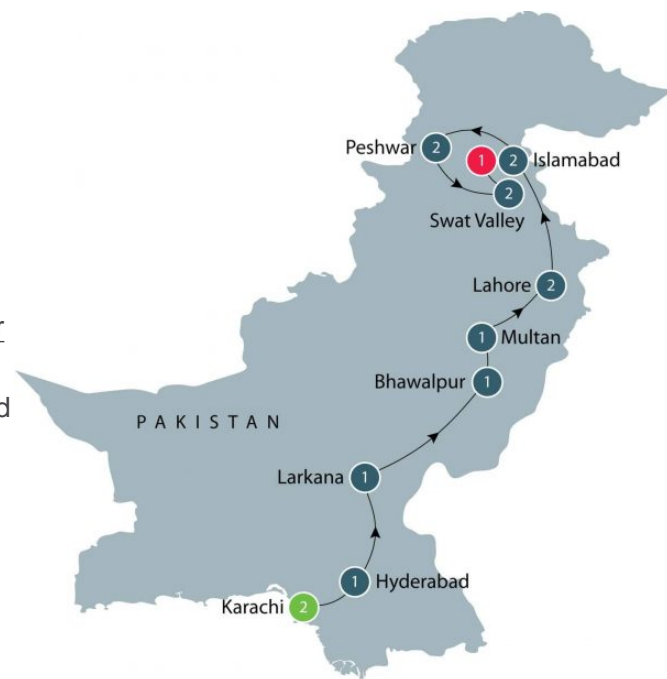 Peshwar 2
1
2 Islamabad
2
Swat Valley
Lahore 2
r
1 Multan
Bhawalpur 1
d
PAKISTAN
Larkana 1
1 Hyderabad
Karachi 2